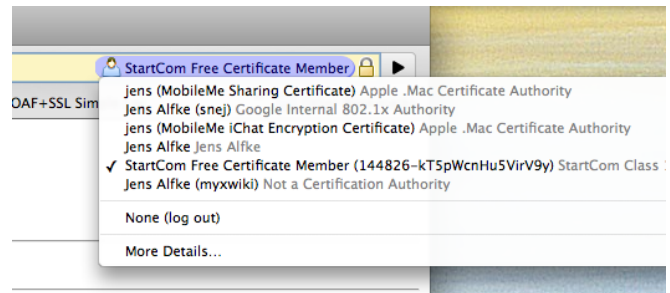 StartCom Free Certificate Member
OAF+SSL Sim
jens (MobileMe Sharing Certificate) Apple .Mac Certificate Authority
Jens Alfke (snej) Google Internal 802.1x Authority
jens (MobileMe iChat Encryption Certificate) Apple .Mac Certificate Authority
Jens Alfke Jens Alfke
✓ StartCom Free Certificate Member (144826-kT5pWcnHu5VirV9y) StartCom Class
Jens Alfke (myxwiki) Not a Certification Authority
None (log out)
More Details...